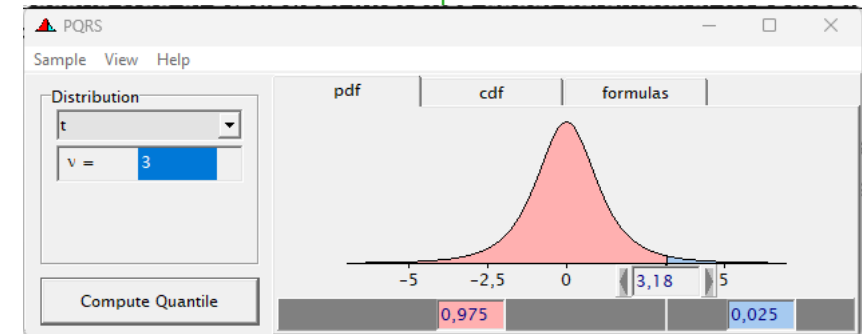 PQRS
Sample View Help
Distribution
t
ν = 3
Compute Quantile
pdf cdf formulas
-5 -2,5 0 3,18 5
0,975 0,025